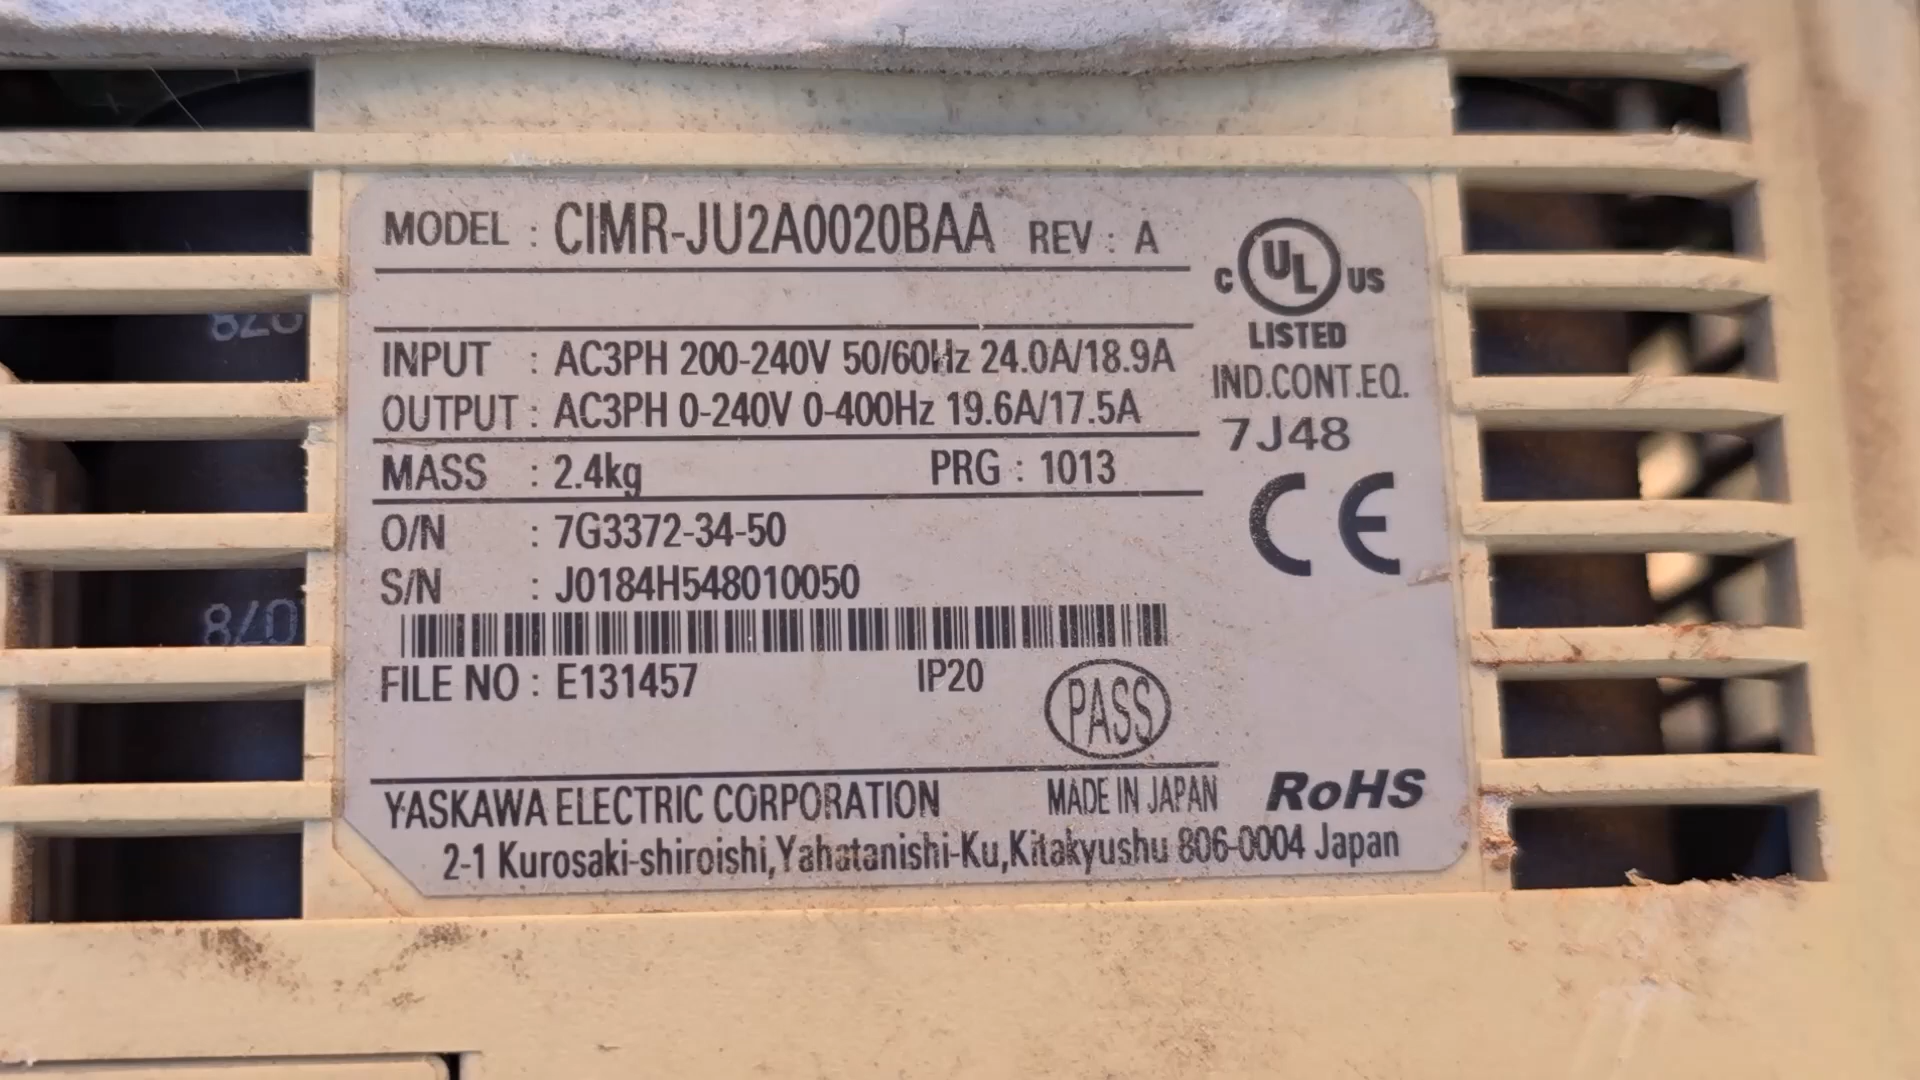 MODEL : CIMR-JU2A0020BAA REV : A
C UL US
LISTED
IND.CONT.EQ.
7J48
CE
INPUT : AC3PH 200-240V 50/60Hz 24.0A/18.9A
OUTPUT : AC3PH 0-240V 0-400Hz 19.6A/17.5A
MASS : 2.4kg PRG : 1013
O/N : 7G3372-34-50
S/N : J0184H548010050
FILE NO : E131457 IP20
PASS
YASKAWA ELECTRIC CORPORATION MADE IN JAPAN RoHS
2-1 Kurosaki-shiroishi,Yahatanishi-Ku,Kitakyushu 806-0004 Japan